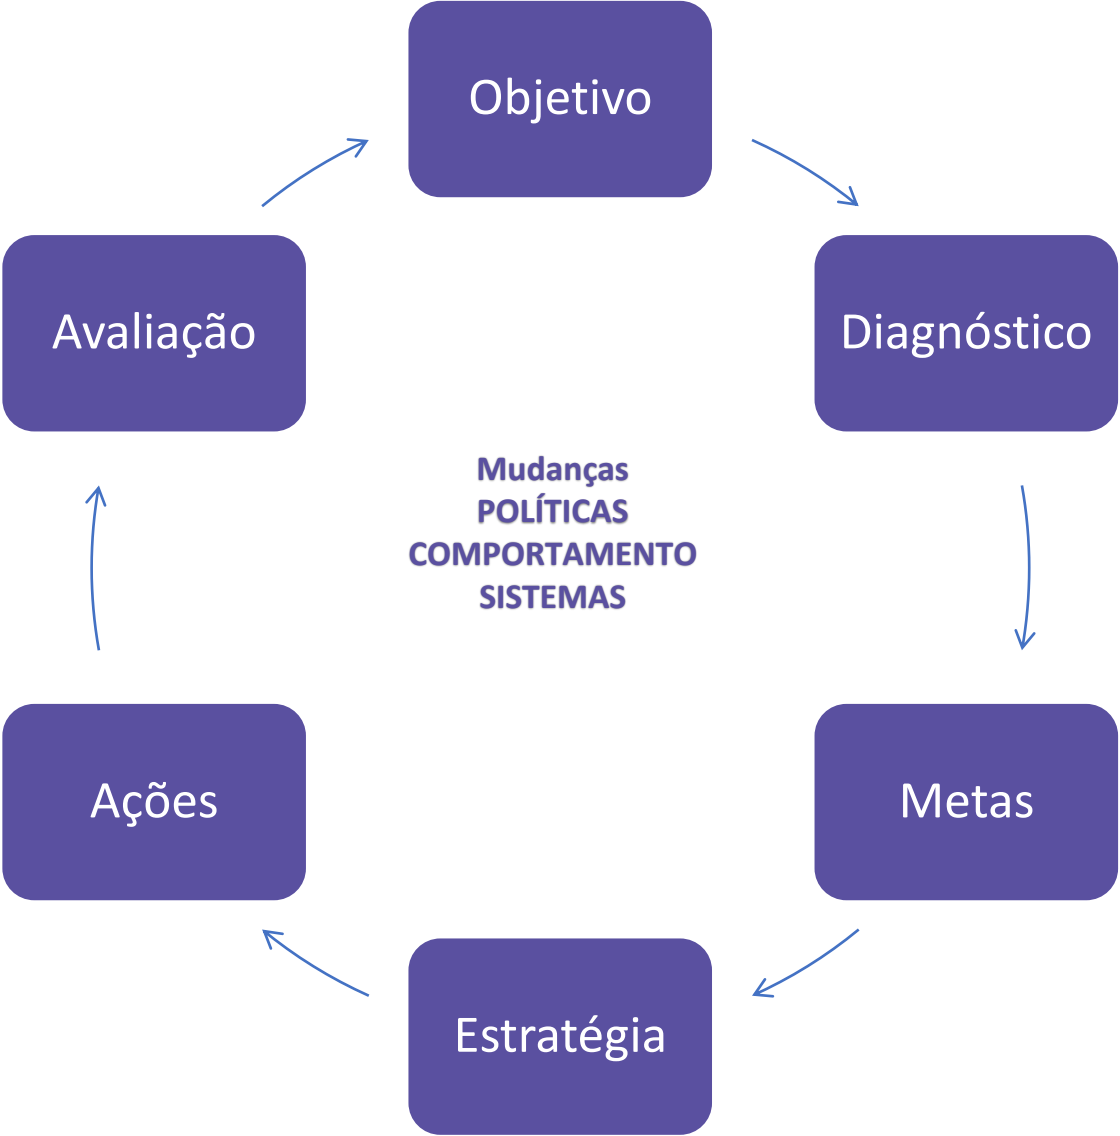 Objetivo
Diagnóstico
Metas
Estratégia
Ações
Avaliação
Mudanças
POLÍTICAS
COMPORTAMENTO
SISTEMAS